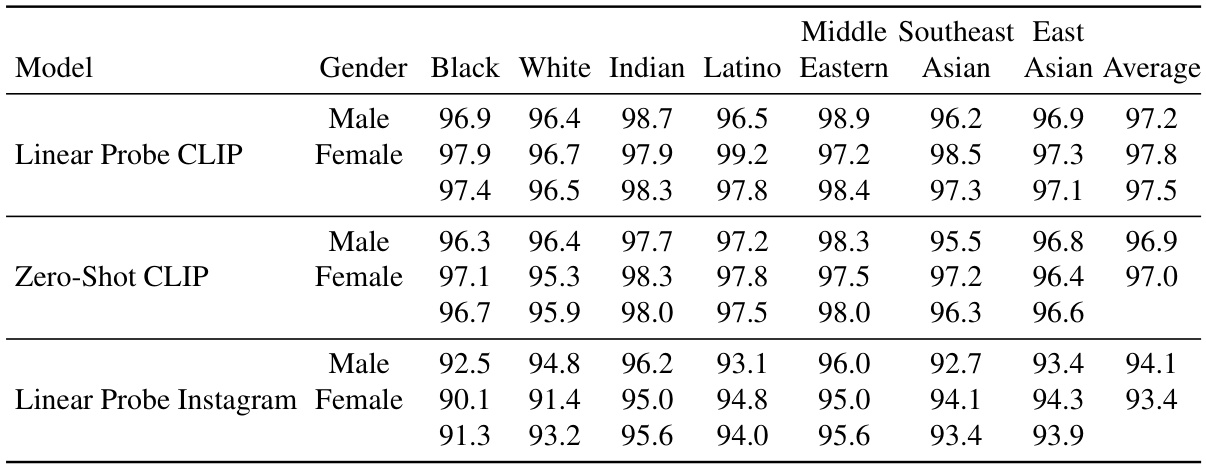 Middle Southeast East
Model Gender Black White Indian Latino Eastern Asian Asian Average
Male 96.9 96.4 98.7 96.5 98.9 96.2 96.9 97.2
Linear Probe CLIP Female 97.9 96.7 97.9 99.2 97.2 98.5 97.3 97.8
97.4 96.5 98.3 97.8 98.4 97.3 97.1 97.5
Male 96.3 96.4 97.7 97.2 98.3 95.5 96.8 96.9
Zero-Shot CLIP Female 97.1 95.3 98.3 97.8 97.5 97.2 96.4 97.0
96.7 95.9 98.0 97.5 98.0 96.3 96.6
Male 92.5 94.8 96.2 93.1 96.0 92.7 93.4 94.1
Linear Probe Instagram Female 90.1 91.4 95.0 94.8 95.0 94.1 94.3 93.4
91.3 93.2 95.6 94.0 95.6 93.4 93.9